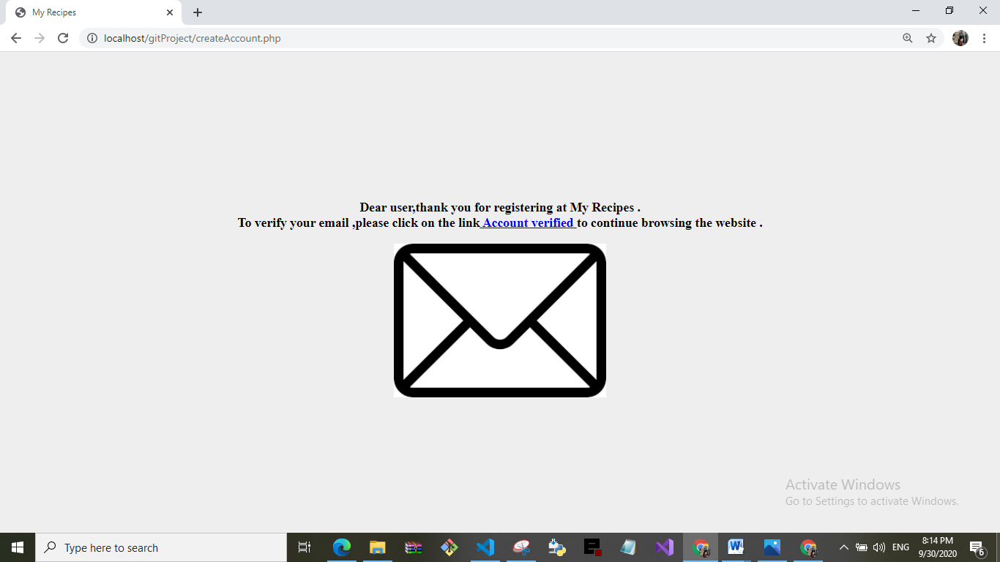 My Recipes
localhost/gitProject/createAccount.php
Dear user,thank you for registering at My Recipes .
To verify your email ,please click on the link Account verified to continue browsing the website .
Activate Windows
Go to Settings to activate Windows.
Type here to search
ENG
8:14 PM
9/30/2020
6